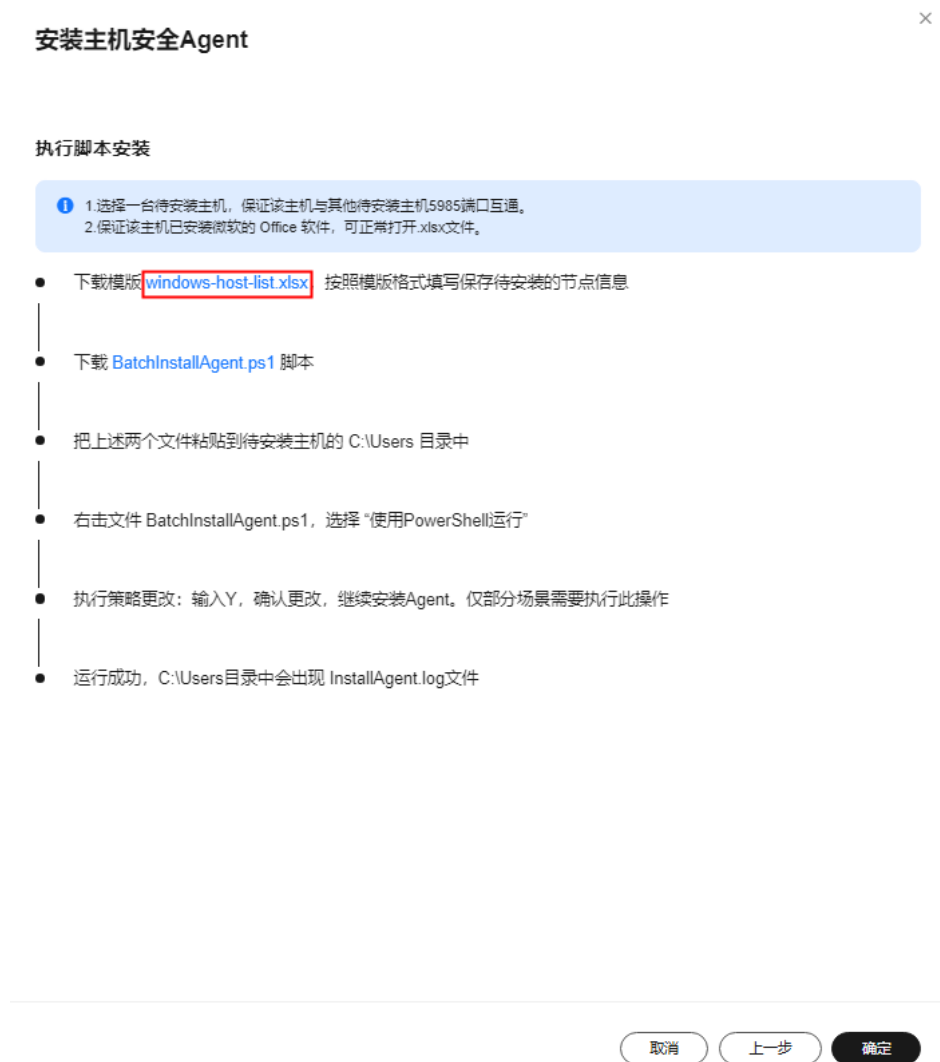 安装主机安全Agent
执行脚本安装
1.选择一台待安装主机，保证该主机与其他待安装主机5985端口互通。
2.保证该主机已安装微软的 Office 软件，可正常打开.xlsx文件。
下载模版 windows-host-list.xlsx，按照模版格式填写保存待安装的节点信息
下载 BatchInstallAgent.ps1 脚本
把上述两个文件粘贴到待安装主机的 C:\Users 目录中
右击文件 BatchInstallAgent.ps1，选择 “使用PowerShell运行”
执行策略更改：输入Y，确认更改，继续安装Agent。仅部分场景需要执行此操作
运行成功，C:\Users目录中会出现 InstallAgent.log文件
取消 上一步 确定